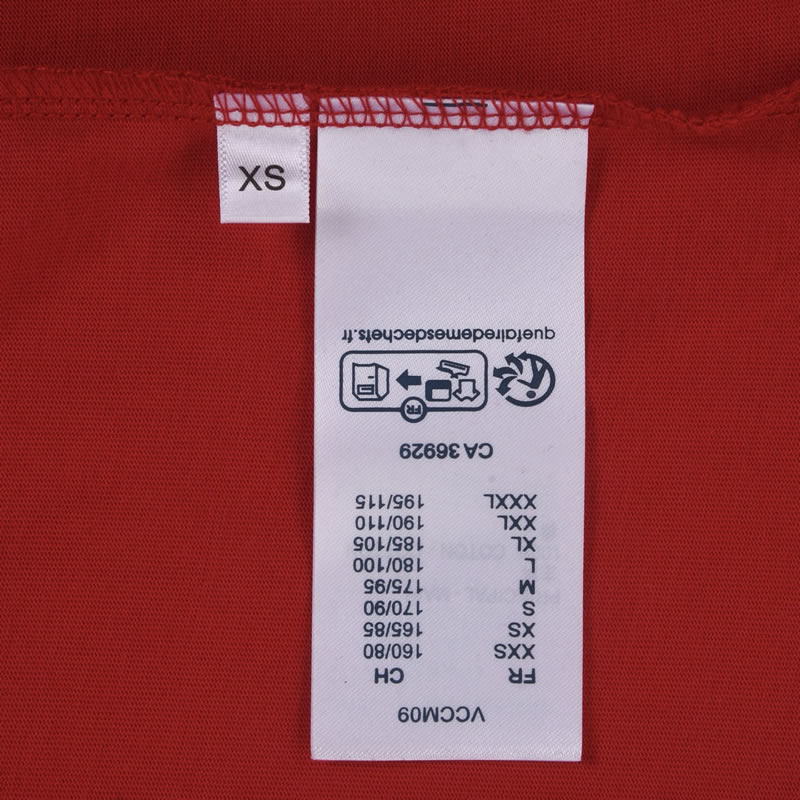 XS
VCCM09
FR CH
XXS 160/80
XS 165/85
S 170/90
M 175/95
L 180/100
XL 185/105
XXL 190/110
XXXL 195/115
CA 36929
FR
quefairedemesdechets.fr